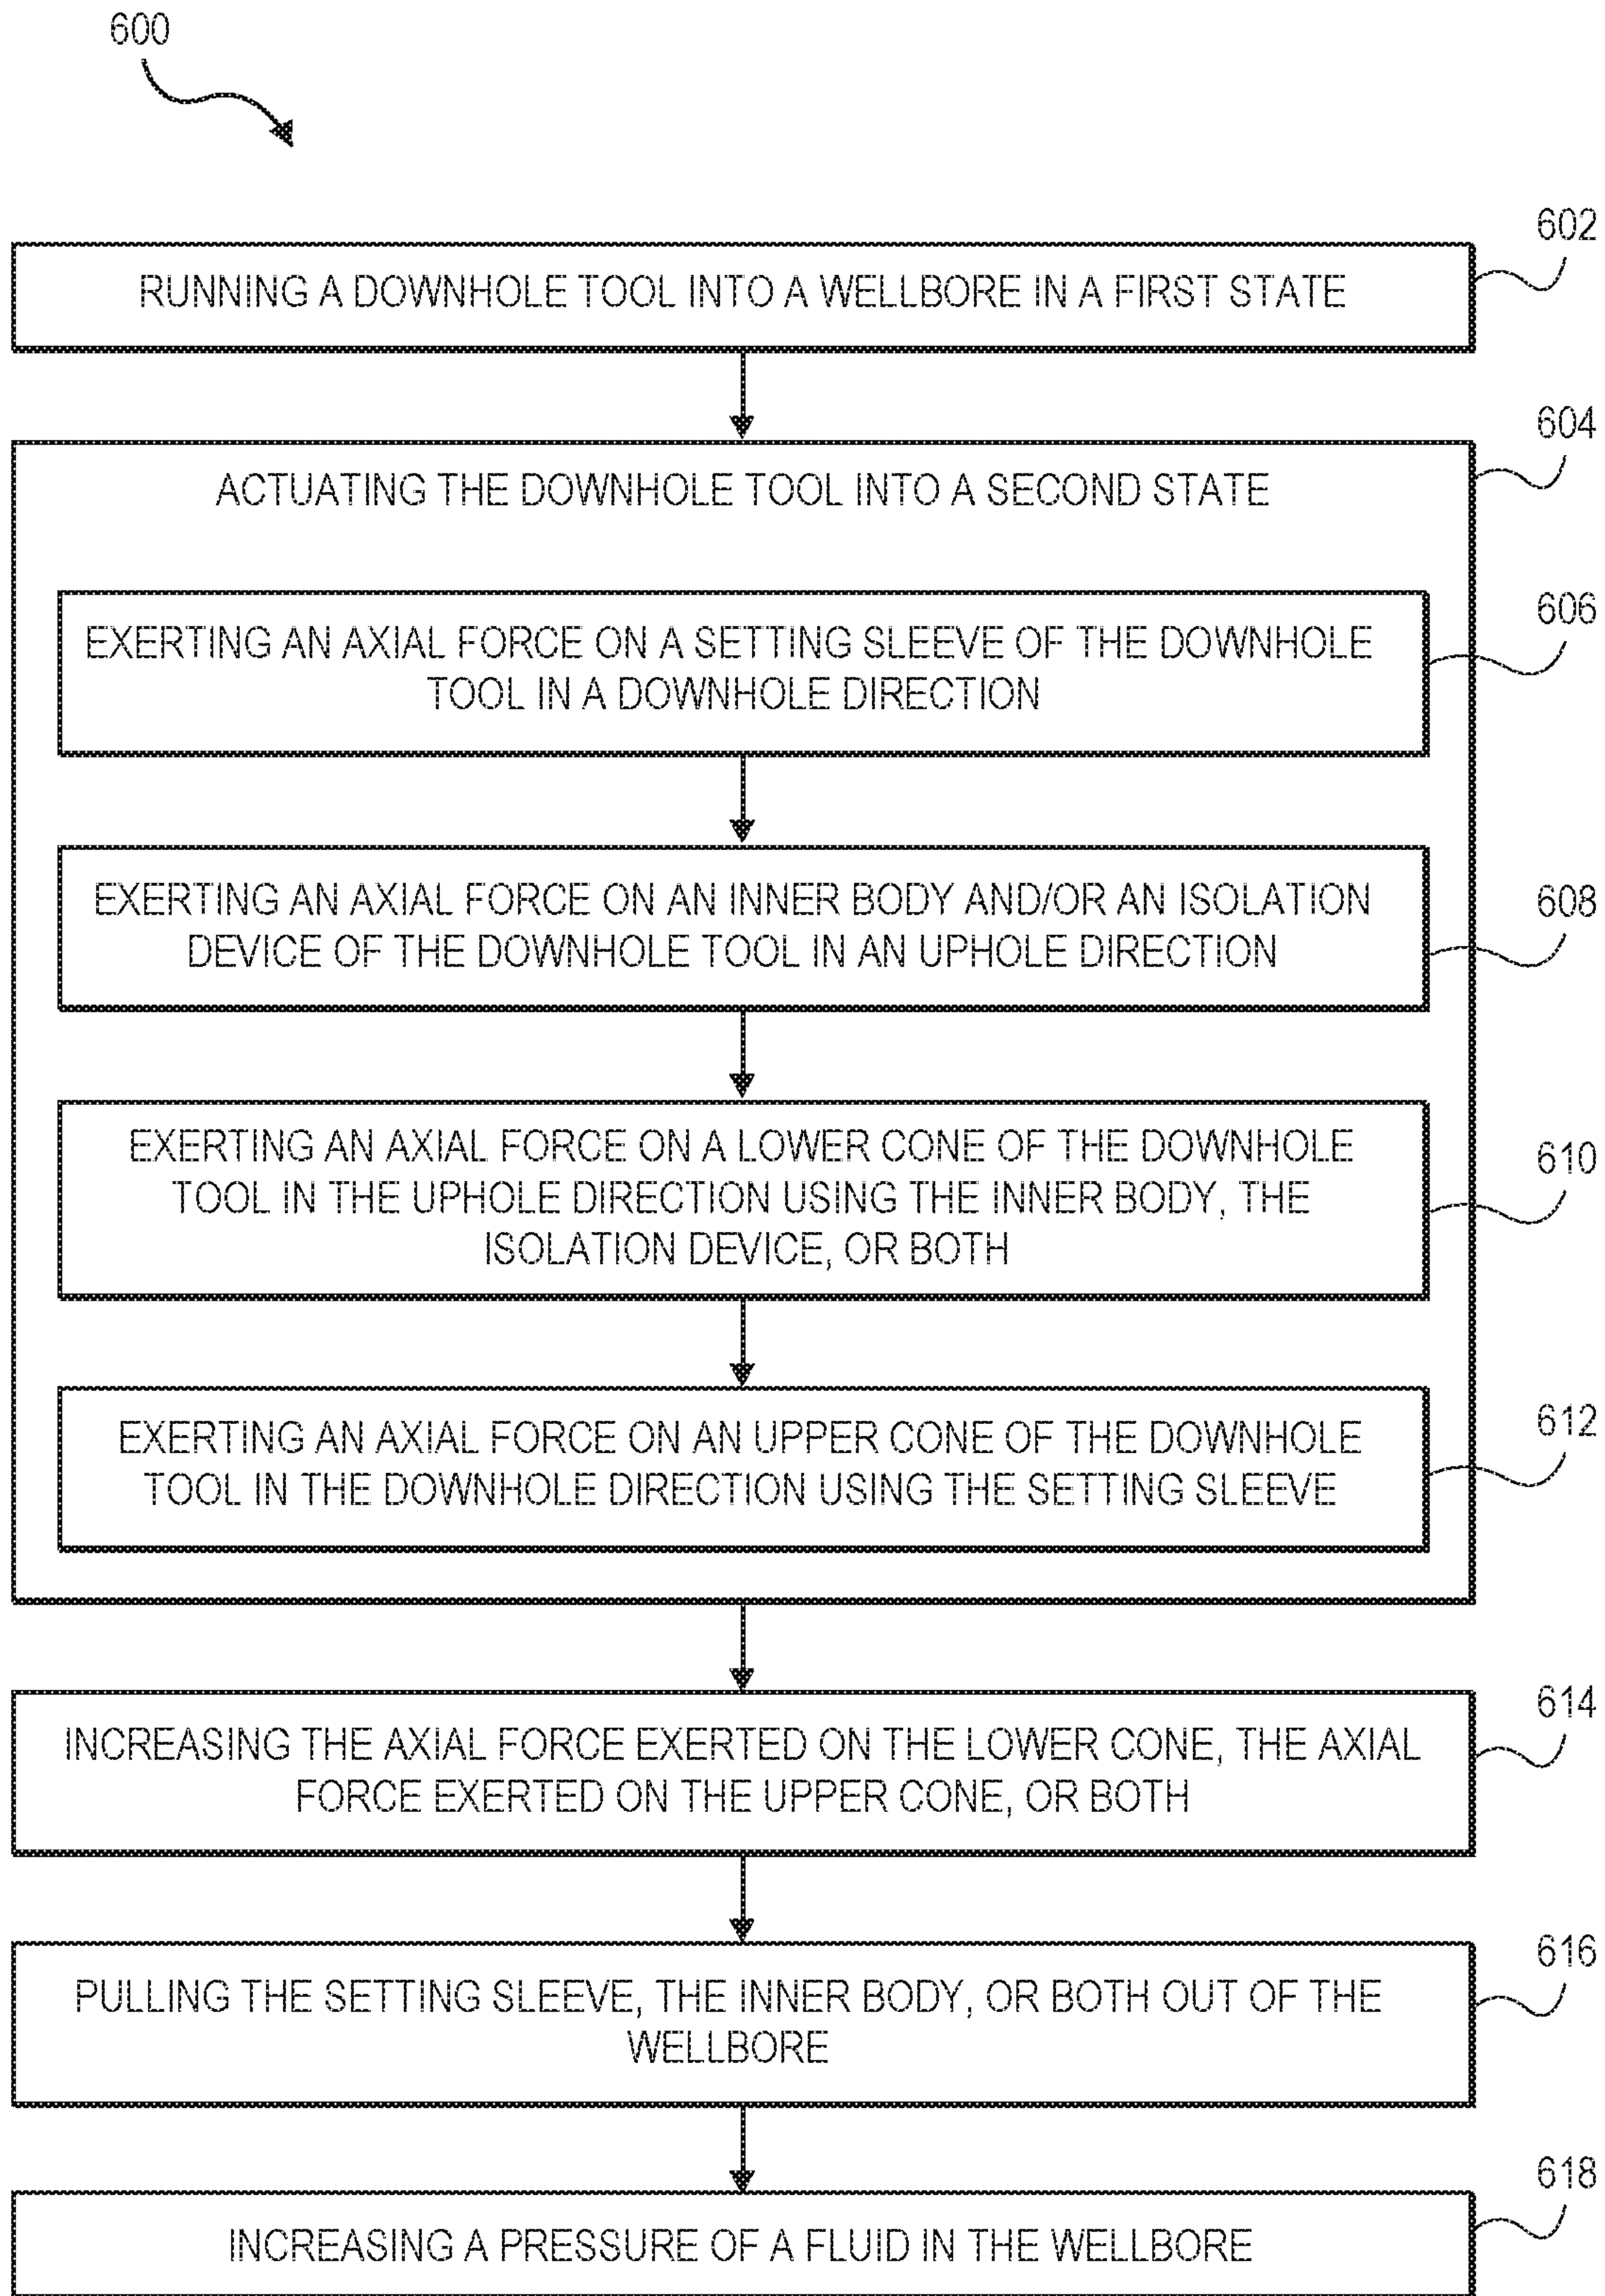 600
602
RUNNING A DOWNHOLE TOOL INTO A WELLBORE IN A FIRST STATE
604
ACTUATING THE DOWNHOLE TOOL INTO A SECOND STATE
606
EXERTING AN AXIAL FORCE ON A SETTING SLEEVE OF THE DOWNHOLE
TOOL IN A DOWNHOLE DIRECTION
608
EXERTING AN AXIAL FORCE ON AN INNER BODY AND/OR AN ISOLATION
DEVICE OF THE DOWNHOLE TOOL IN AN UPHOLE DIRECTION
610
EXERTING AN AXIAL FORCE ON A LOWER CONE OF THE DOWNHOLE
TOOL IN THE UPHOLE DIRECTION USING THE INNER BODY, THE
ISOLATION DEVICE, OR BOTH
612
EXERTING AN AXIAL FORCE ON AN UPPER CONE OF THE DOWNHOLE
TOOL IN THE DOWNHOLE DIRECTION USING THE SETTING SLEEVE
614
INCREASING THE AXIAL FORCE EXERTED ON THE LOWER CONE, THE AXIAL
FORCE EXERTED ON THE UPPER CONE, OR BOTH
616
PULLING THE SETTING SLEEVE, THE INNER BODY, OR BOTH OUT OF THE
WELLBORE
618
INCREASING A PRESSURE OF A FLUID IN THE WELLBORE